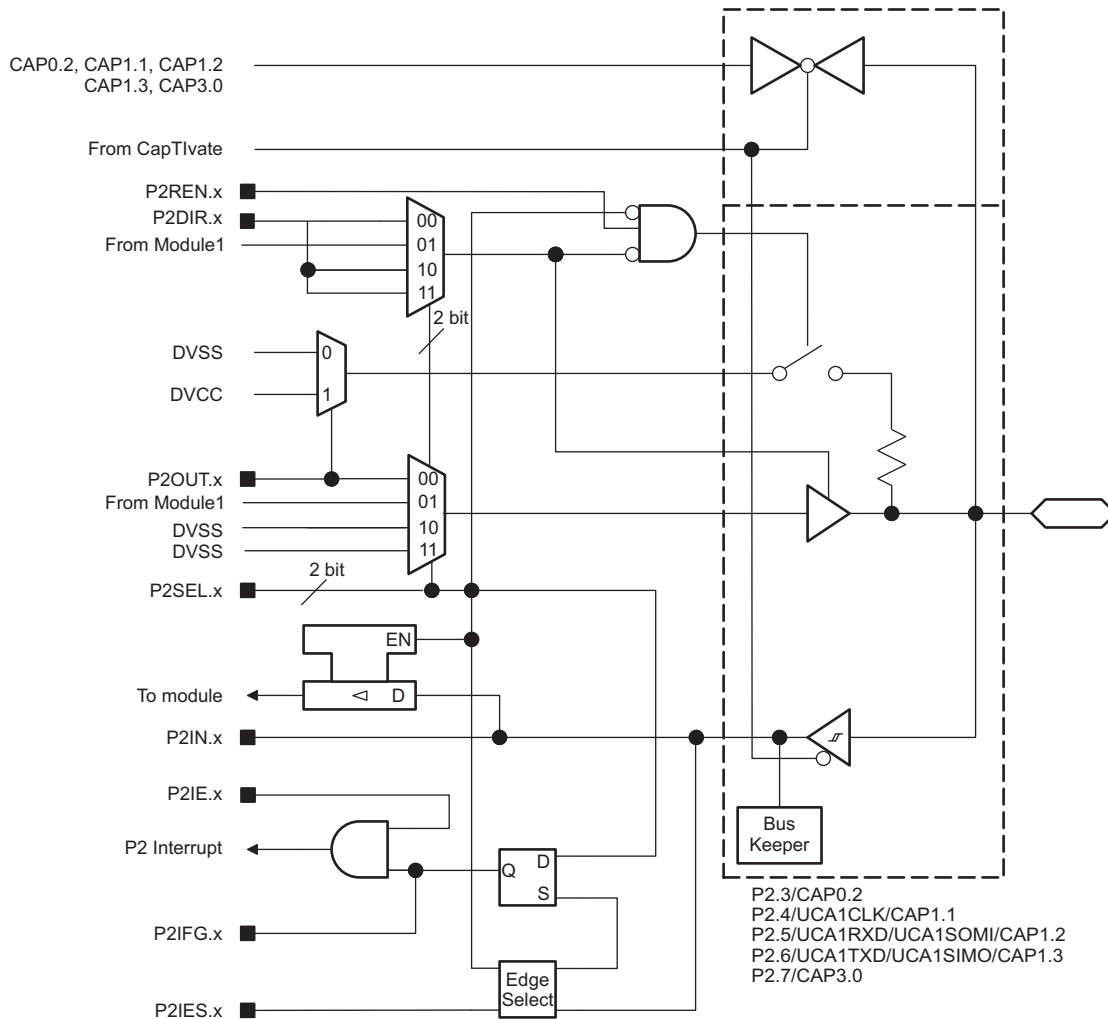 CAP0.2, CAP1.1, CAP1.2
CAP1.3, CAP3.0
From CapTIvate
P2REN.x
P2DIR.x
From Module1
00
01
10
11
2 bit
DVSS
DVCC
0
1
P2OUT.x
From Module1
DVSS
DVSS
00
01
10
11
P2SEL.x
2 bit
EN
D
To module
P2IN.x
P2IE.x
P2 Interrupt
P2IFG.x
P2IES.x
Q
D
S
Edge
Select
Bus
Keeper
P2.3/CAP0.2
P2.4/UCA1CLK/CAP1.1
P2.5/UCA1RXD/UCA1SOMI/CAP1.2
P2.6/UCA1TXD/UCA1SIMO/CAP1.3
P2.7/CAP3.0